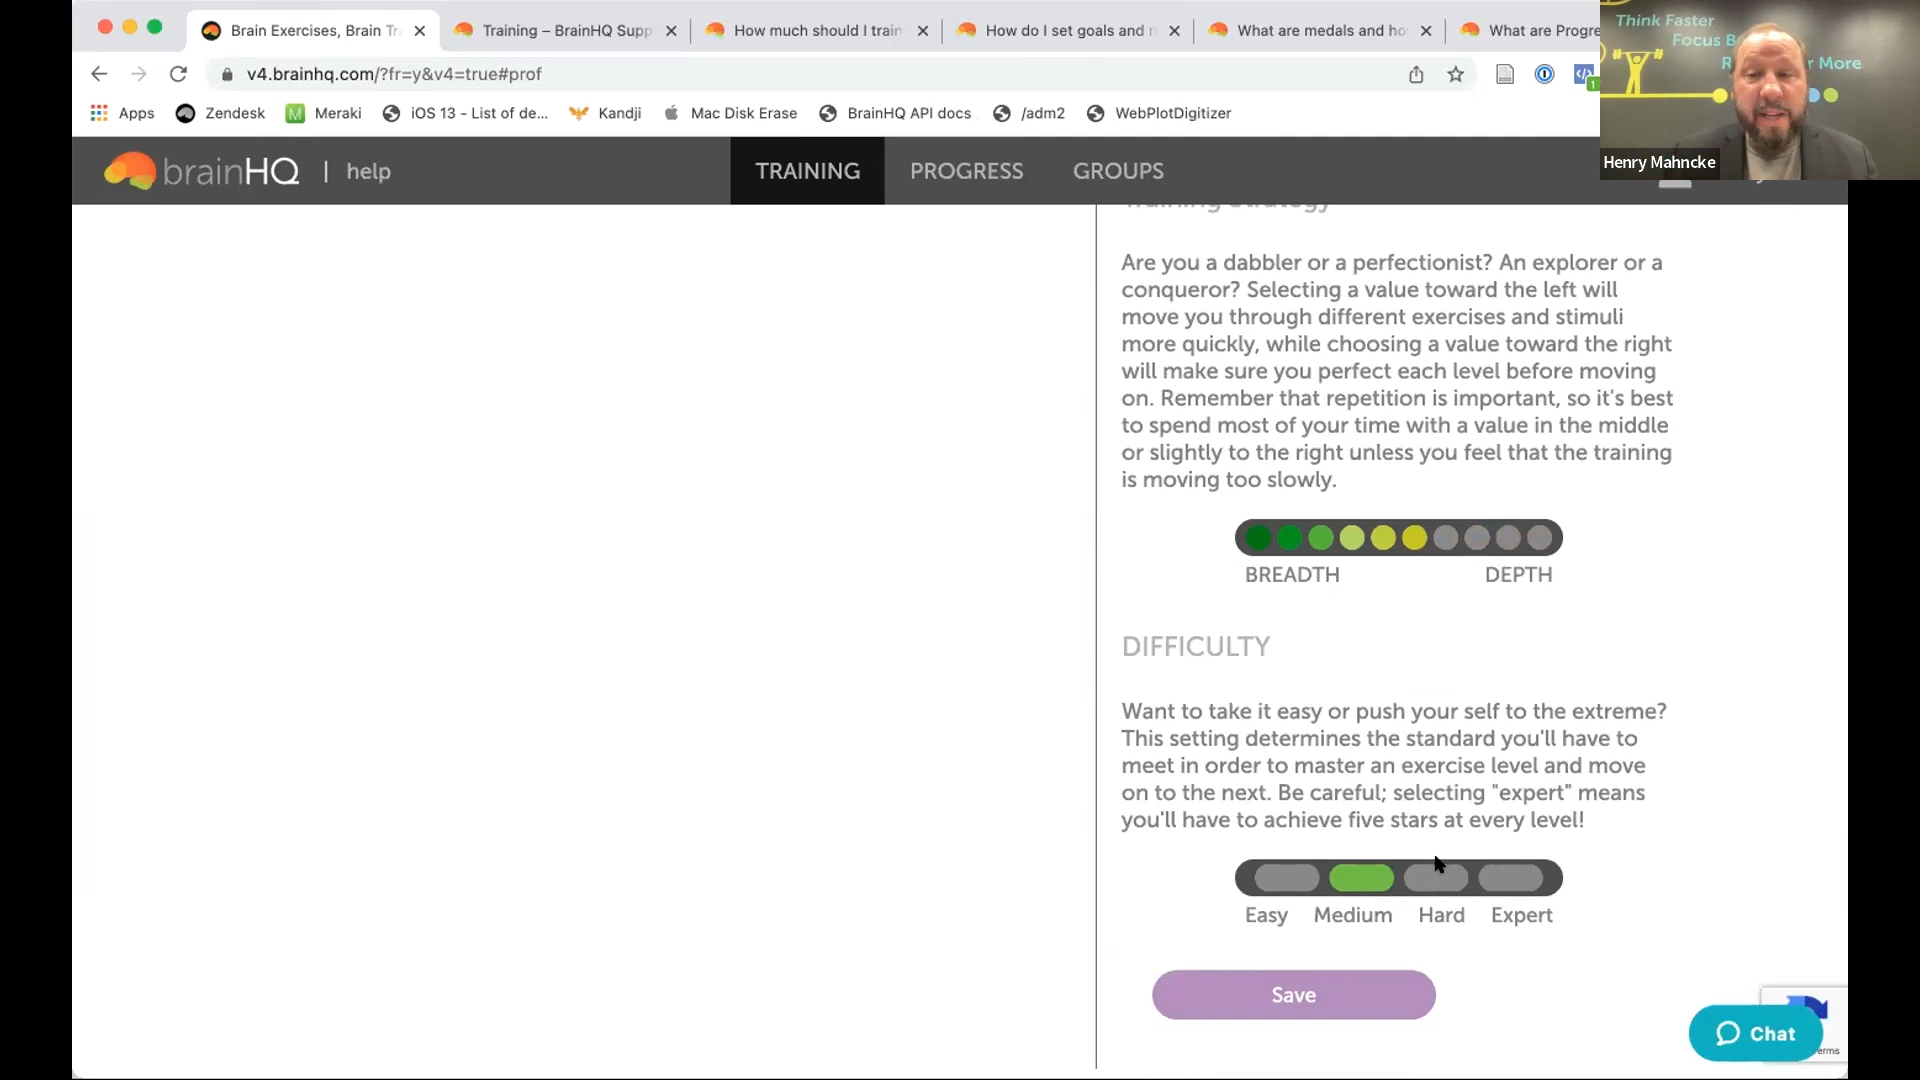 Brain Exercises, Brain Tr
Training – BrainHQ Supp
How much should I train
How do I set goals and r
What are medals and ho
What are Progre
Think Faster
Focus B
R r More
v4.brainhq.com/?fr=y&v4=true#prof
1
Apps
Zendesk
Meraki
iOS 13 - List of de...
Kandji
Mac Disk Erase
BrainHQ API docs
/adm2
WebPlotDigitizer
Henry Mahncke
brainHQ | help
TRAINING
PROGRESS
GROUPS
Training Strategy
Are you a dabbler or a perfectionist? An explorer or a
conqueror? Selecting a value toward the left will
move you through different exercises and stimuli
more quickly, while choosing a value toward the right
will make sure you perfect each level before moving
on. Remember that repetition is important, so it's best
to spend most of your time with a value in the middle
or slightly to the right unless you feel that the training
is moving too slowly.
BREADTH DEPTH
DIFFICULTY
Want to take it easy or push your self to the extreme?
This setting determines the standard you'll have to
meet in order to master an exercise level and move
on to the next. Be careful; selecting "expert" means
you'll have to achieve five stars at every level!
Easy Medium Hard Expert
Save
Chat
erms